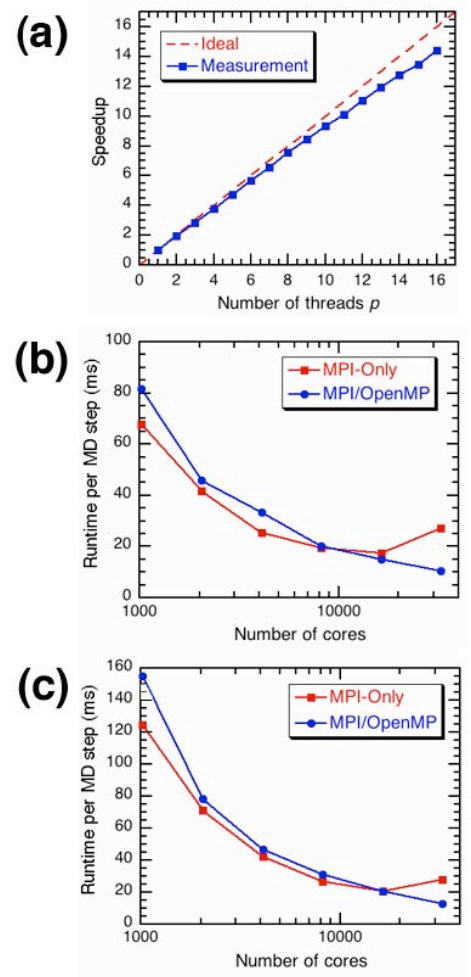 (a)
17
16
14
12
10
8
6
4
2
0
Speedup
Ideal
Measurement
0 2 4 6 8 10 12 14 16
Number of threads p
(b)
100
80
60
40
20
0
Runtime per MD step (ms)
MPI-Only
MPI/OpenMP
1000 10000
Number of cores
(c)
160
140
120
100
80
60
40
20
0
Runtime per MD step (ms)
MPI-Only
MPI/OpenMP
1000 10000
Number of cores